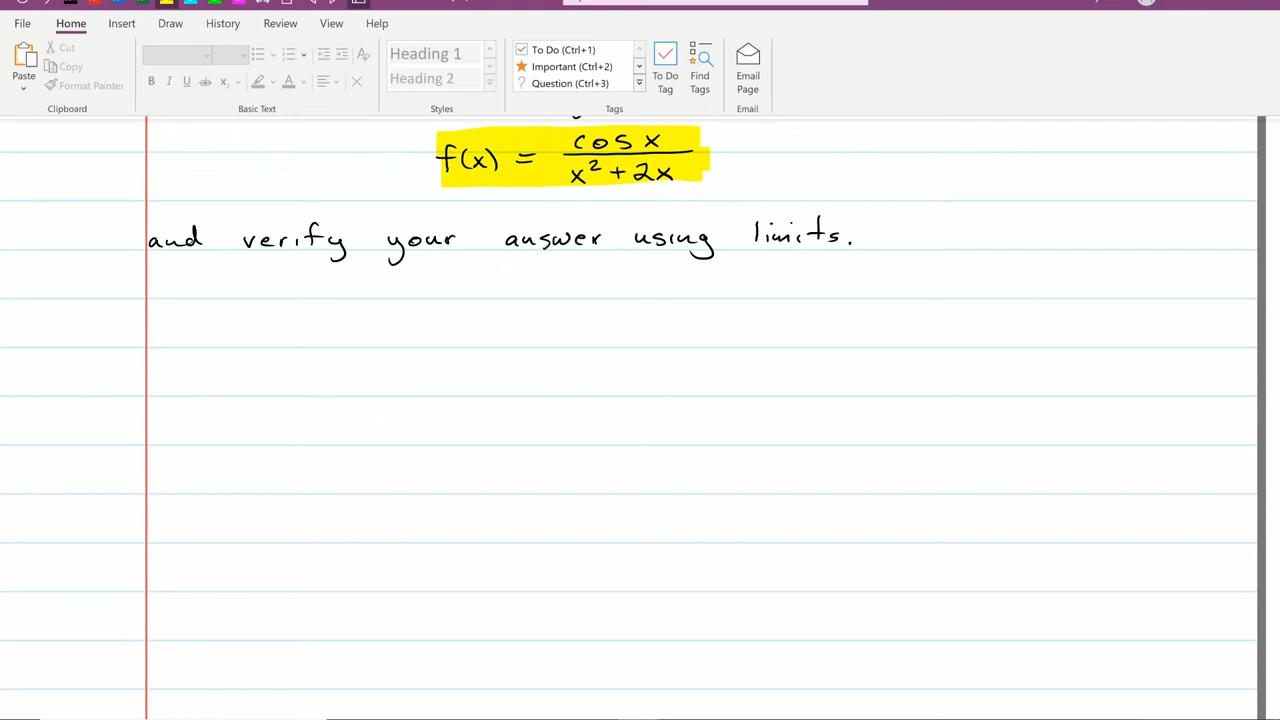 File Home Insert Draw History Review View Help
Paste Cut Copy Format Painter
Heading 1
Heading 2
To Do (Ctrl+1)
Important (Ctrl+2)
Question (Ctrl+3)
To Do Tag
Find Tags
Email Page
Clipboard Basic Text Styles Tags Email
f(x) = cos x / x² + 2x
and verify your answer using limits.